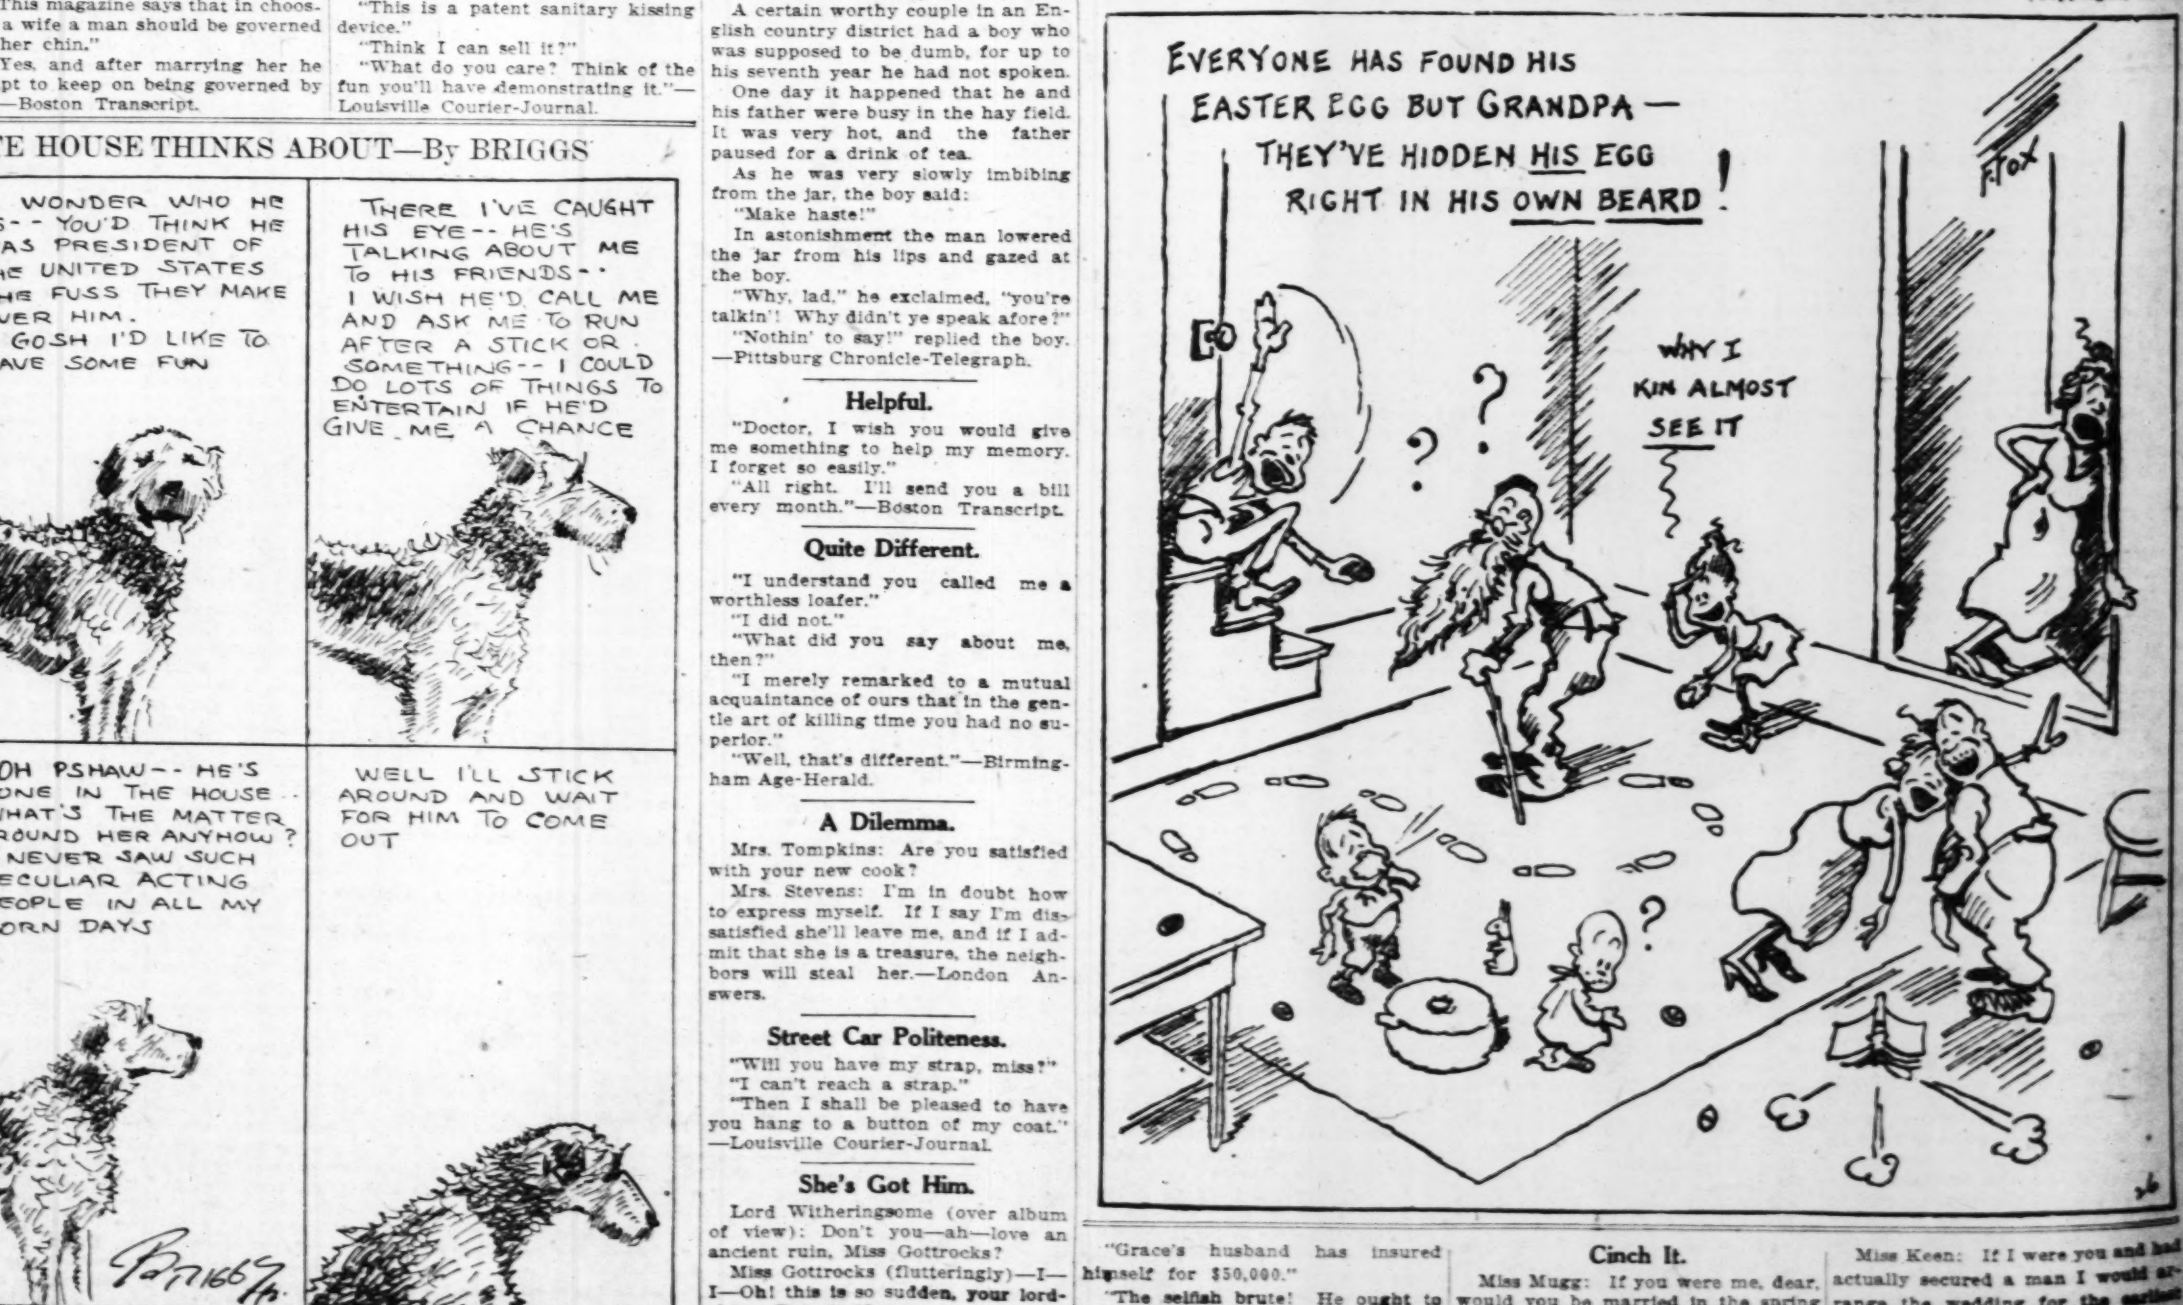 This magazine says that in choos-
a wife a man should be governed
her chin."
Yes, and after marrying her he
pt to keep on being governed by
—Boston Transcript.
"This is a patent sanitary kissing
device."
"Think I can sell it?"
"What do you care? Think of the
fun you'll have demonstrating it."—
Louisville Courier-Journal.
E HOUSE THINKS ABOUT—By BRIGGS
WONDER WHO HE
S-- YOU'D THINK HE
AS PRESIDENT OF
HE UNITED STATES
HE FUSS THEY MAKE
VER HIM.
GOSH I'D LIKE TO
AVE SOME FUN
THERE I'VE CAUGHT
HIS EYE-- HE'S
TALKING ABOUT ME
TO HIS FRIENDS--
I WISH HE'D CALL ME
AND ASK ME TO RUN
AFTER A STICK OR
SOMETHING-- I COULD
DO LOTS OF THINGS TO
ENTERTAIN IF HE'D
GIVE ME A CHANCE
OH PSHAW-- HE'S
ONE IN THE HOUSE--
WHAT'S THE MATTER
ROUND HER ANYHOW?
NEVER SAW SUCH
ECULIAR ACTING
EOPLE IN ALL MY
ORN DAYS
BRIGGS
WELL I'LL STICK
AROUND AND WAIT
FOR HIM TO COME
OUT
A certain worthy couple in an En-
glish country district had a boy who
was supposed to be dumb, for up to
his seventh year he had not spoken.
One day it happened that he and
his father were busy in the hay field.
It was very hot, and the father
paused for a drink of tea.
As he was very slowly imbibing
from the jar, the boy said:
"Make haste!"
In astonishment the man lowered
the jar from his lips and gazed at
the boy.
"Why, lad," he exclaimed, "you're
talkin'! Why didn't ye speak afore?"
"Nothin' to say!" replied the boy.
—Pittsburg Chronicle-Telegraph.
Helpful.
"Doctor, I wish you would give
me something to help my memory.
I forget so easily."
"All right. I'll send you a bill
every month."—Boston Transcript.
Quite Different.
"I understand you called me a
worthless loafer."
"I did not."
"What did you say about me,
then?"
"I merely remarked to a mutual
acquaintance of ours that in the gen-
tle art of killing time you had no su-
perior."
"Well, that's different."—Birming-
ham Age-Herald.
A Dilemma.
Mrs. Tompkins: Are you satisfied
with your new cook?
Mrs. Stevens: I'm in doubt how
to express myself. If I say I'm dis-
satisfied she'll leave me, and if I ad-
mit that she is a treasure, the neigh-
bors will steal her.—London An-
swers.
Street Car Politeness.
"Will you have my strap, miss?"
"I can't reach a strap."
"Then I shall be pleased to have
you hang to a button of my coat."
—Louisville Courier-Journal.
She's Got Him.
Lord Witheringsome (over album
of view): Don't you—ah—love an
ancient ruin, Miss Gottrocks?
Miss Gottrocks (flutteringly)—I—
I—Oh! this is so sudden, your lord-
EVERYONE HAS FOUND HIS
EASTER EGG BUT GRANDPA—
THEY'VE HIDDEN HIS EGG
RIGHT IN HIS OWN BEARD!
F. FOX
? ?
WHY I
KIN ALMOST
SEE IT
?
26
"Grace's husband has insured
himself for $50,000."
"The selfish brute! He ought to
Cinch It.
Miss Mugg: If you were me, dear,
would you be married in the spring
Miss Keen: If I were you and had
actually secured a man I would ar-
range the wedding for the earliest